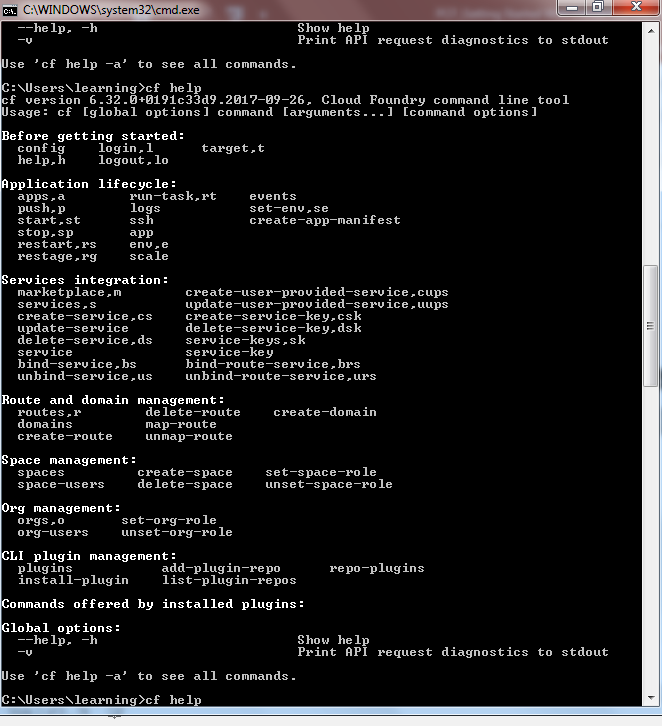 C:\WINDOWS\system32\cmd.exe
--help, -h Show help
-v Print API request diagnostics to stdout
Use 'cf help -a' to see all commands.
C:\Users\learning>cf help
cf version 6.32.0+0191c33d9.2017-09-26, Cloud Foundry command line tool
Usage: cf [global options] command [arguments...] [command options]
Before getting started:
config login,l target,t
help,h logout,lo
Application lifecycle:
apps,a run-task,rt events
push,p logs set-env,se
start,st ssh create-app-manifest
stop,sp app
restart,rs env,e
restage,rg scale
Services integration:
marketplace,m create-user-provided-service,cups
services,s update-user-provided-service,uups
create-service,cs create-service-key,csk
update-service delete-service-key,dsk
delete-service,ds service-keys,sk
service service-key
bind-service,bs bind-route-service,brs
unbind-service,us unbind-route-service,urs
Route and domain management:
routes,r delete-route create-domain
domains map-route
create-route unmap-route
Space management:
spaces create-space set-space-role
space-users delete-space unset-space-role
Org management:
orgs,o set-org-role
org-users unset-org-role
CLI plugin management:
plugins add-plugin-repo repo-plugins
install-plugin list-plugin-repos
Commands offered by installed plugins:
Global options:
--help, -h Show help
-v Print API request diagnostics to stdout
Use 'cf help -a' to see all commands.
C:\Users\learning>cf help